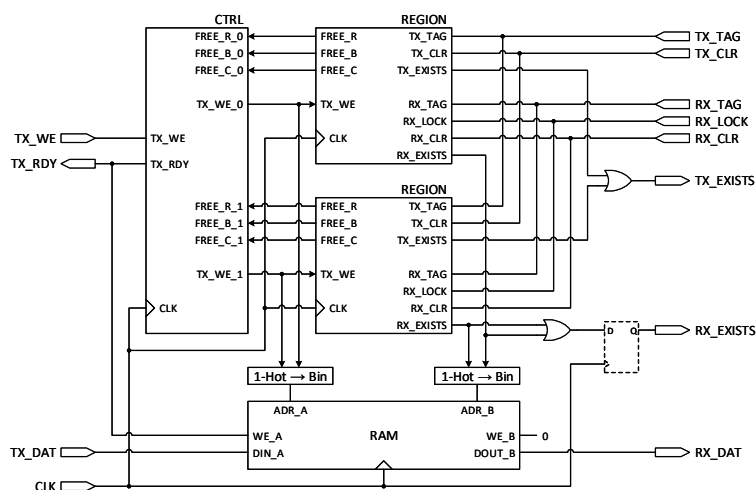 CTRL REGION
FREE_R_0 FREE_R TX_TAG TX_TAG
FREE_B_0 FREE_B TX_CLR TX_CLR
FREE_C_0 FREE_C TX_EXISTS
TX_WE_0 TX_WE RX_TAG RX_TAG
RX_LOCK RX_LOCK
TX_WE TX_WE CLK RX_CLR RX_CLR
TX_RDY TX_RDY RX_EXISTS
TX_EXISTS
REGION
FREE_R_1 FREE_R TX_TAG
FREE_B_1 FREE_B TX_CLR
FREE_C_1 FREE_C TX_EXISTS
TX_WE_1 TX_WE RX_TAG
RX_LOCK
CLK CLK RX_CLR
RX_EXISTS D Q RX_EXISTS
1-Hot → Bin 1-Hot → Bin
ADR_A ADR_B
WE_A RAM WE_B 0
TX_DAT DIN_A DOUT_B RX_DAT
CLK